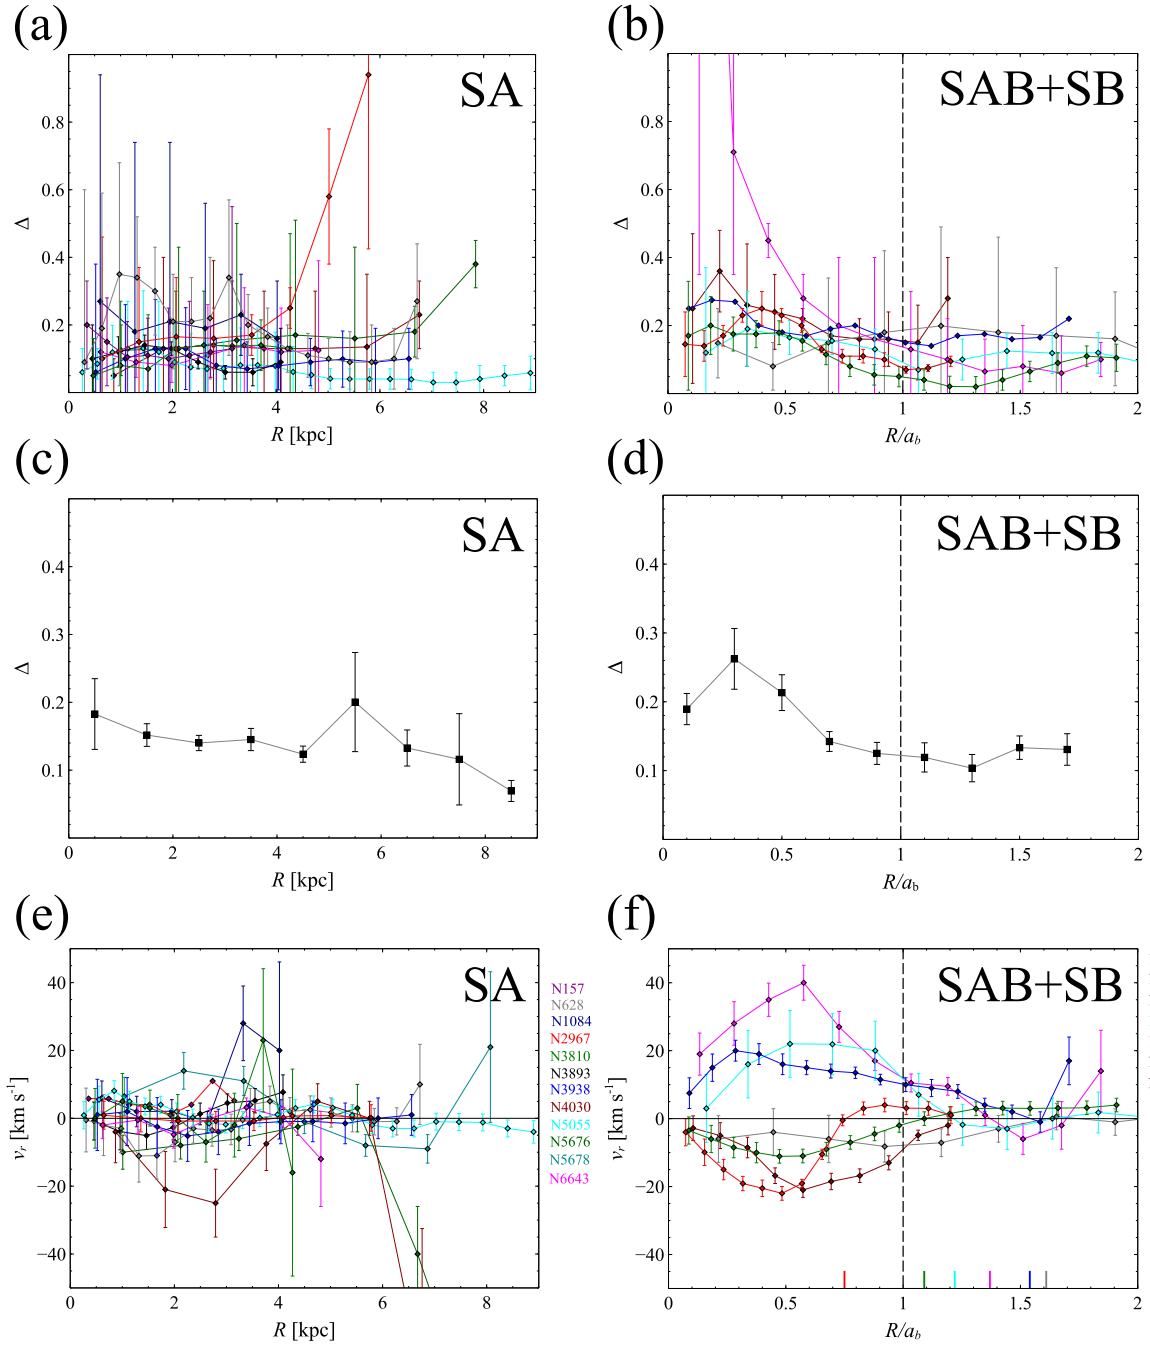 (a)
SA
0.8
0.6
Δ
0.4
0.2
0 2 4 6 8
R [kpc]
(b)
SAB+SB
0.8
0.6
Δ
0.4
0.2
0 0.5 1 1.5 2
R/a_b
(c)
SA
0.4
0.3
Δ
0.2
0.1
0 2 4 6 8
R [kpc]
(d)
SAB+SB
0.4
0.3
Δ
0.2
0.1
0 0.5 1 1.5 2
R/a_b
(e)
SA
40
20
0
−20
−40
v_r [km s⁻¹]
0 2 4 6 8
R [kpc]
N157
N628
N1084
N2967
N3810
N3893
N3938
N4030
N5055
N5676
N5678
N6643
(f)
SAB+SB
40
20
0
−20
−40
v_r [km s⁻¹]
0 0.5 1 1.5 2
R/a_b